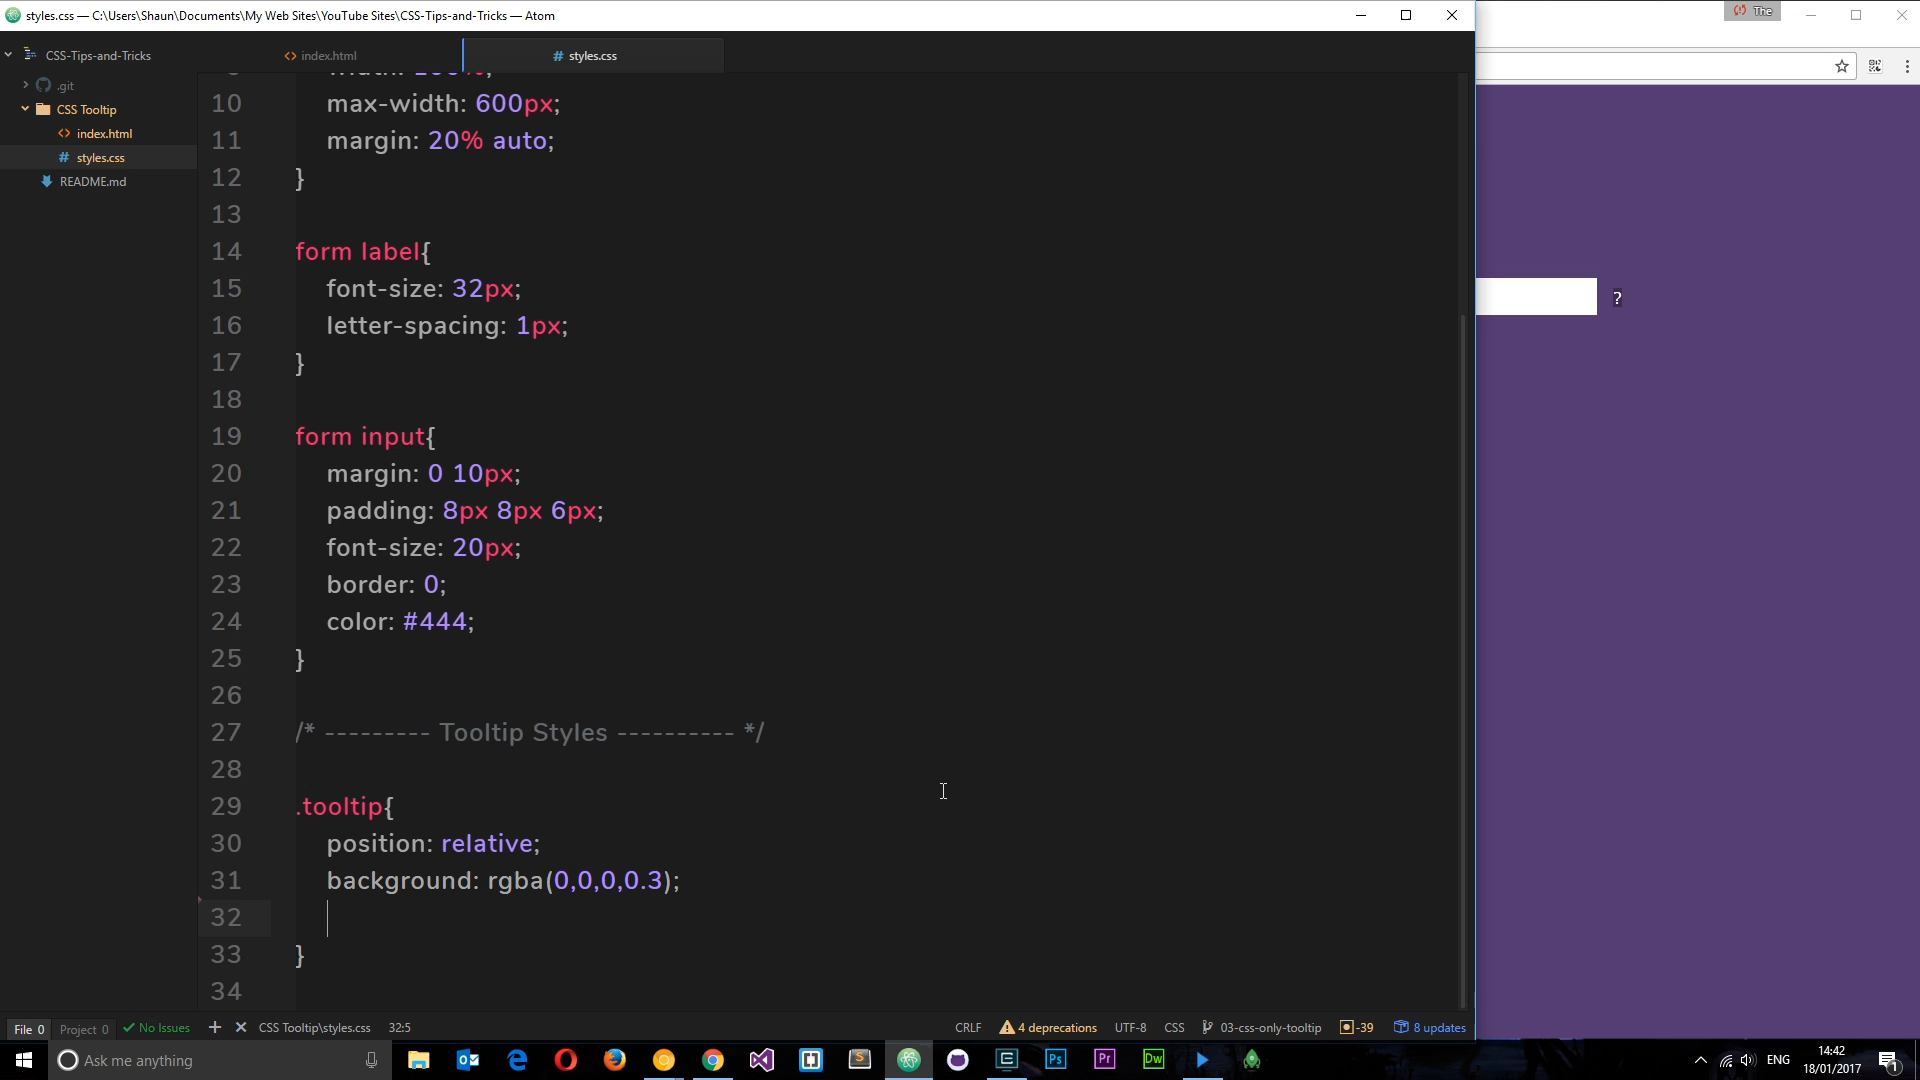 styles.css — C:\Users\Shaun\Documents\My Web Sites\YouTube Sites\CSS-Tips-and-Tricks — Atom
The
CSS-Tips-and-Tricks
index.html
styles.css
.git
CSS Tooltip
index.html
styles.css
README.md
10 max-width: 600px;
11 margin: 20% auto;
12 }
13
14 form label{
15 font-size: 32px;
16 letter-spacing: 1px;
17 }
18
19 form input{
20 margin: 0 10px;
21 padding: 8px 8px 6px;
22 font-size: 20px;
23 border: 0;
24 color: #444;
25 }
26
27 /* --------- Tooltip Styles ---------- */
28
29 .tooltip{
30 position: relative;
31 background: rgba(0,0,0,0.3);
32
33 }
34
?
File 0 Project 0 No Issues CSS Tooltip\styles.css 32:5 CRLF 4 deprecations UTF-8 CSS 03-css-only-tooltip -39 8 updates
Ask me anything
Ps Pr Dw
ENG
14:42
18/01/2017
1